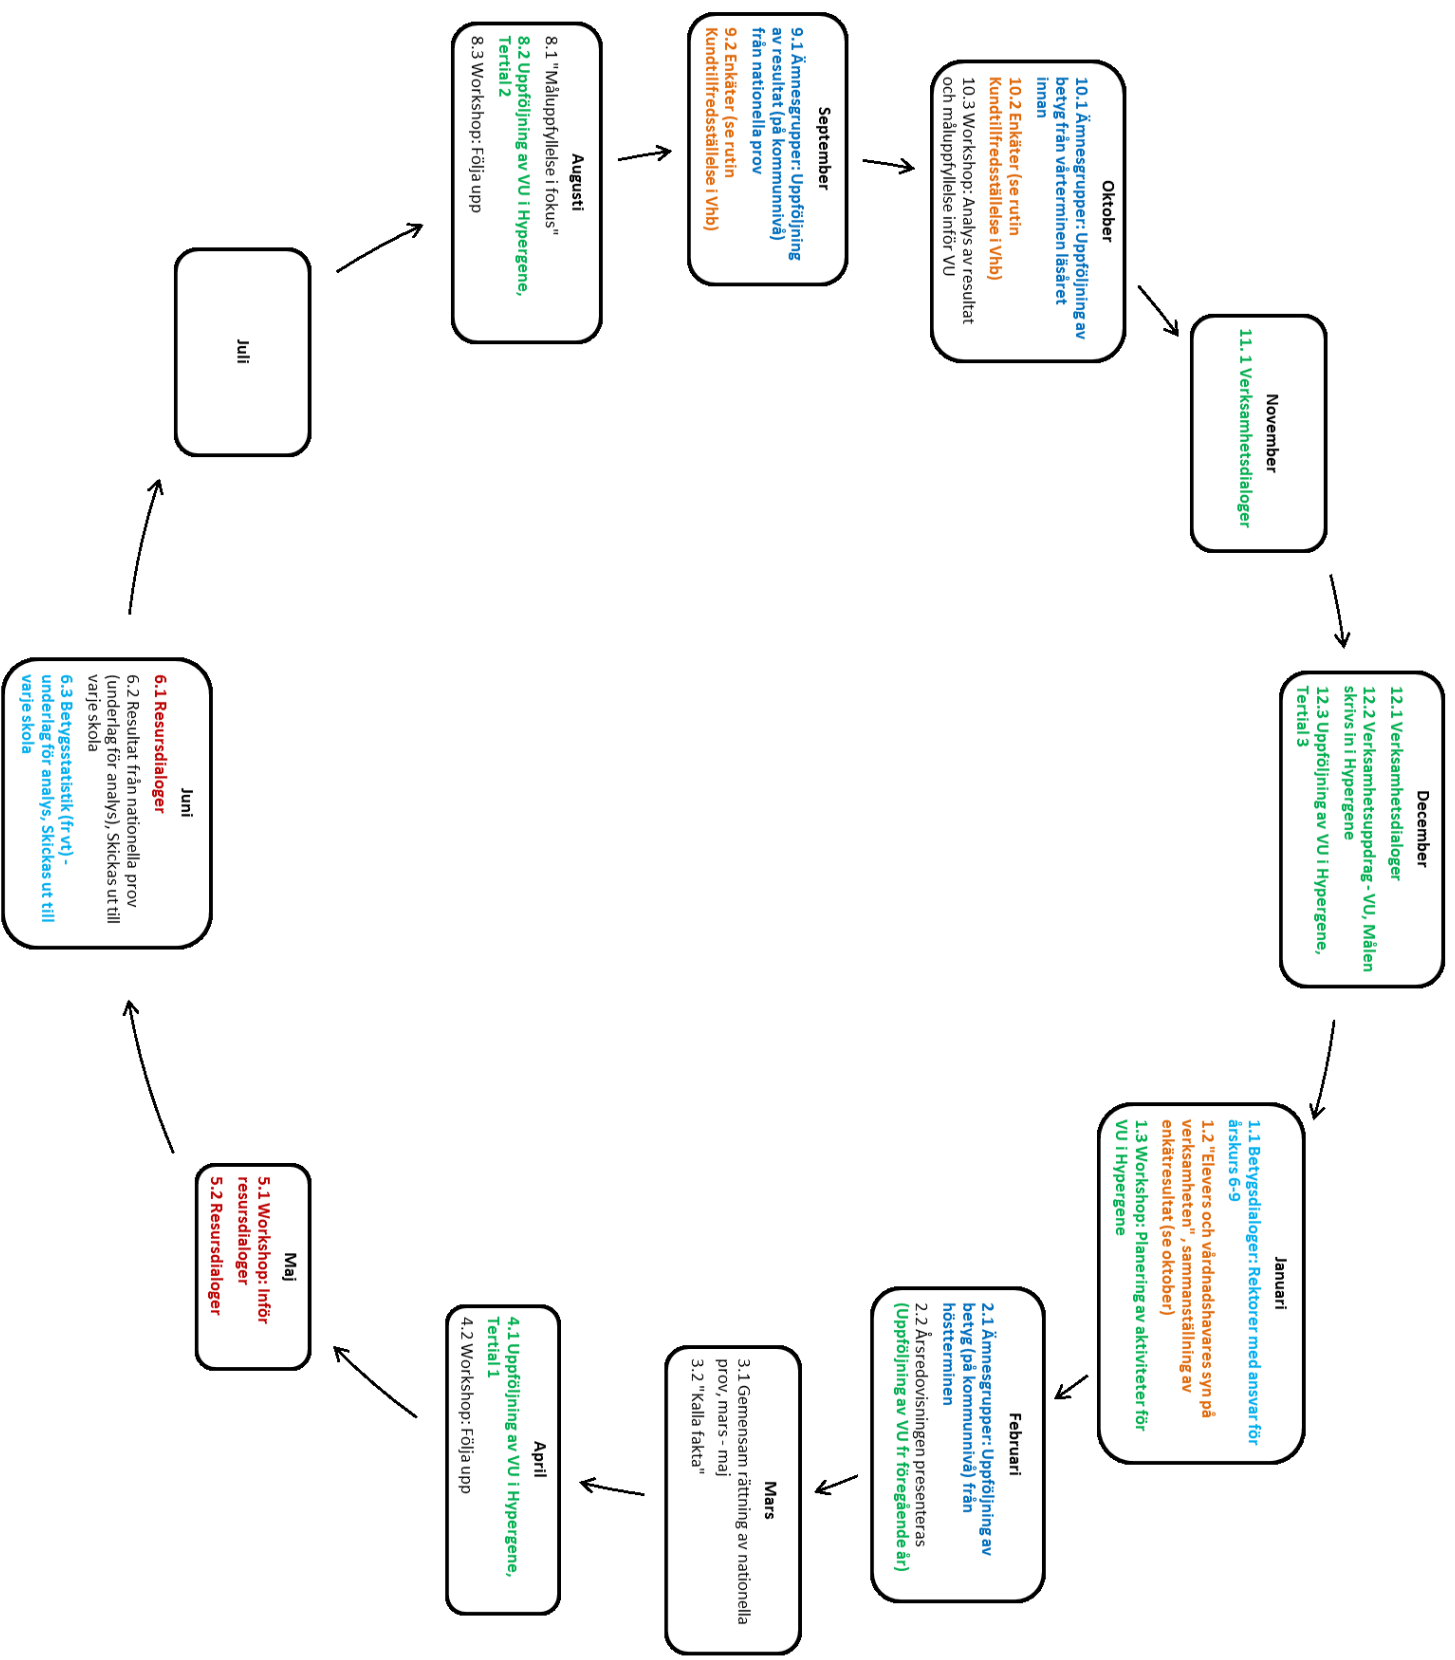 Januari
1.1 Betygsdialoger: Rektorer med ansvar för
årskurs 6-9
1.2 "Elevers och vårdnadshavares syn på
verksamheten" , sammanställning av
enkätresultat (se oktober)
1.3 Workshop: Planering av aktiviteter för
VU i Hypergene
Februari
2.1 Ämnesgrupper: Uppföljning av
betyg (på kommunnivå) från
höstterminen
2.2 Årsredovisningen presenteras
(Uppföljning av VU fr föregående år)
Mars
3.1 Gemensam rättning av nationella
prov, mars - maj
3.2 "Kalla fakta"
April
4.1 Uppföljning av VU i Hypergene,
Tertial 1
4.2 Workshop: Följa upp
Maj
5.1 Workshop: Inför
resursdialoger
5.2 Resursdialoger
Juni
6.1 Resursdialoger
6.2 Resultat från nationella prov
(underlag för analys), Skickas ut till
varje skola
6.3 Betygsstatistik (fr vt) -
underlag för analys, Skickas ut till
varje skola
Juli
Augusti
8.1 "Måluppfyllelse i fokus"
8.2 Uppföljning av VU i Hypergene,
Tertial 2
8.3 Workshop: Följa upp
September
9.1 Ämnesgrupper: Uppföljning
av resultat (på kommunnivå)
från nationella prov
9.2 Enkäter (se rutin
Kundtillfredsställelse i Vhb)
Oktober
10.1 Ämnesgrupper: Uppföljning av
betyg från vårterminen läsåret
innan
10.2 Enkäter (se rutin
Kundtillfredsställelse i Vhb)
10.3 Workshop: Analys av resultat
och måluppfyllelse inför VU
November
11. 1 Verksamhetsdialoger
December
12.1 Verksamhetsdialoger
12.2 Verksamhetsuppdrag - VU, Målen
skrivs in i Hypergene
12.3 Uppföljning av VU i Hypergene,
Tertial 3